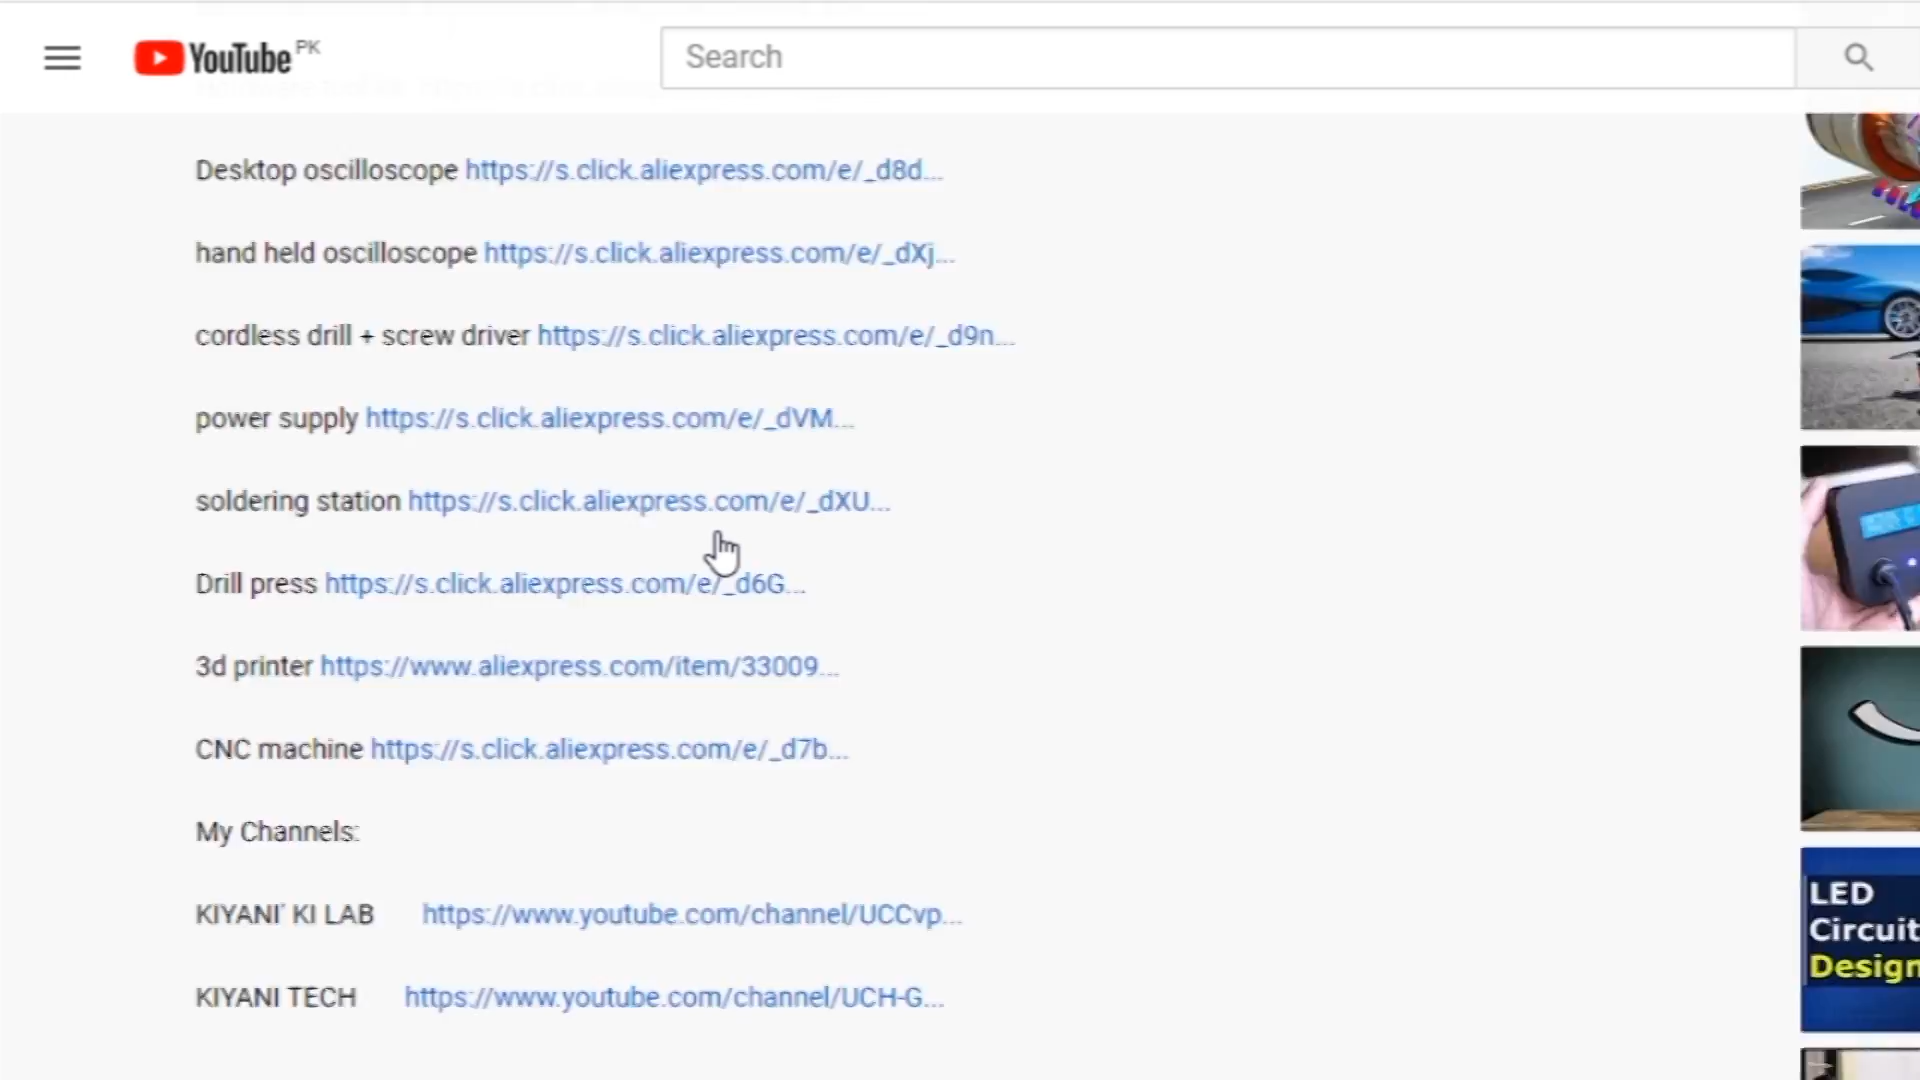 YouTube PK
Search
Desktop oscilloscope https://s.click.aliexpress.com/e/_d8d...
hand held oscilloscope https://s.click.aliexpress.com/e/_dXj...
cordless drill + screw driver https://s.click.aliexpress.com/e/_d9n...
power supply https://s.click.aliexpress.com/e/_dVM...
soldering station https://s.click.aliexpress.com/e/_dXU...
Drill press https://s.click.aliexpress.com/e/_d6G...
3d printer https://www.aliexpress.com/item/33009...
CNC machine https://s.click.aliexpress.com/e/_d7b...
My Channels:
KIYANI' KI LAB https://www.youtube.com/channel/UCCvp...
KIYANI TECH https://www.youtube.com/channel/UCH-G...
LED
Circuit
Design